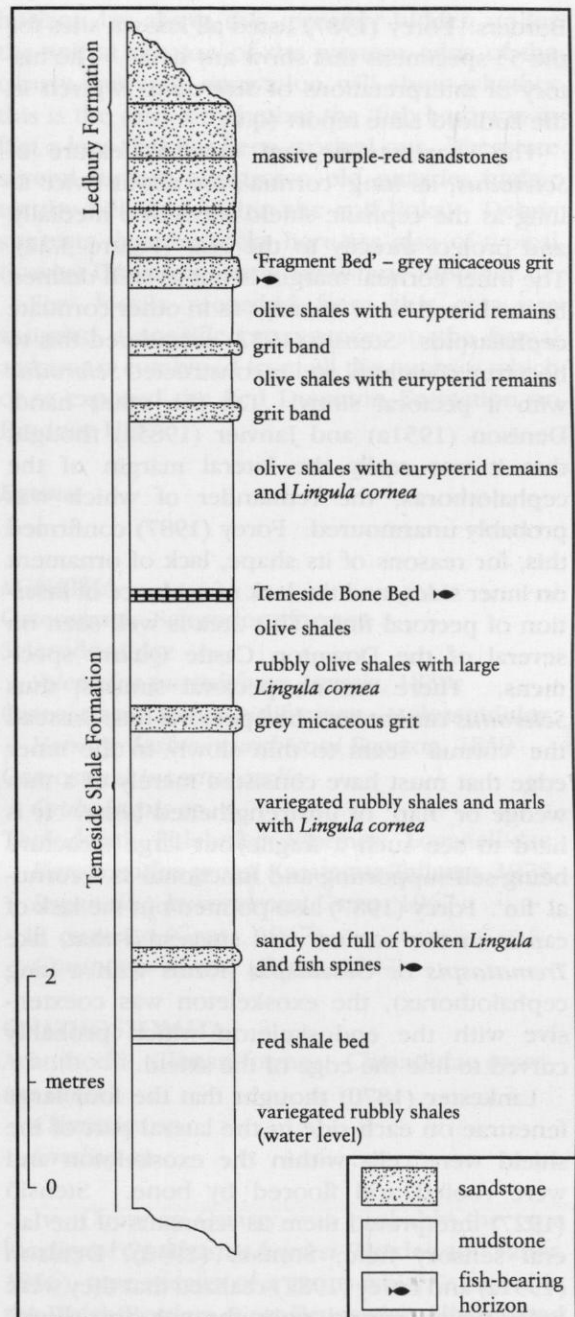 Ledbury Formation
massive purple-red sandstones
'Fragment Bed' – grey micaceous grit
olive shales with eurypterid remains
grit band
olive shales with eurypterid remains
grit band
olive shales with eurypterid remains
and Lingula cornea
Temeside Bone Bed
olive shales
rubbly olive shales with large
Lingula cornea
green micaceous grit
Temeside Shale Formation
variegated rubbly shales and marls
with Lingula cornea
sandy bed full of broken Lingula
and fish spines
2
red shale bed
metres
variegated rubbly shales
(water level)
0
sandstone
mudstone
fish-bearing
horizon